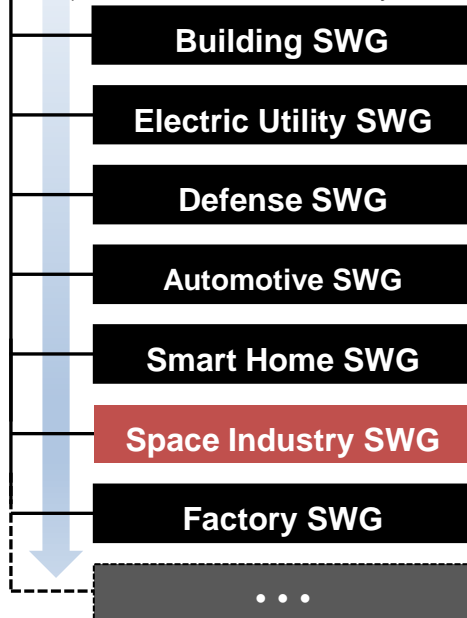 Building SWG
Electric Utility SWG
Defense SWG
Automotive SWG
Smart Home SWG
Space Industry SWG
Factory SWG
• • •